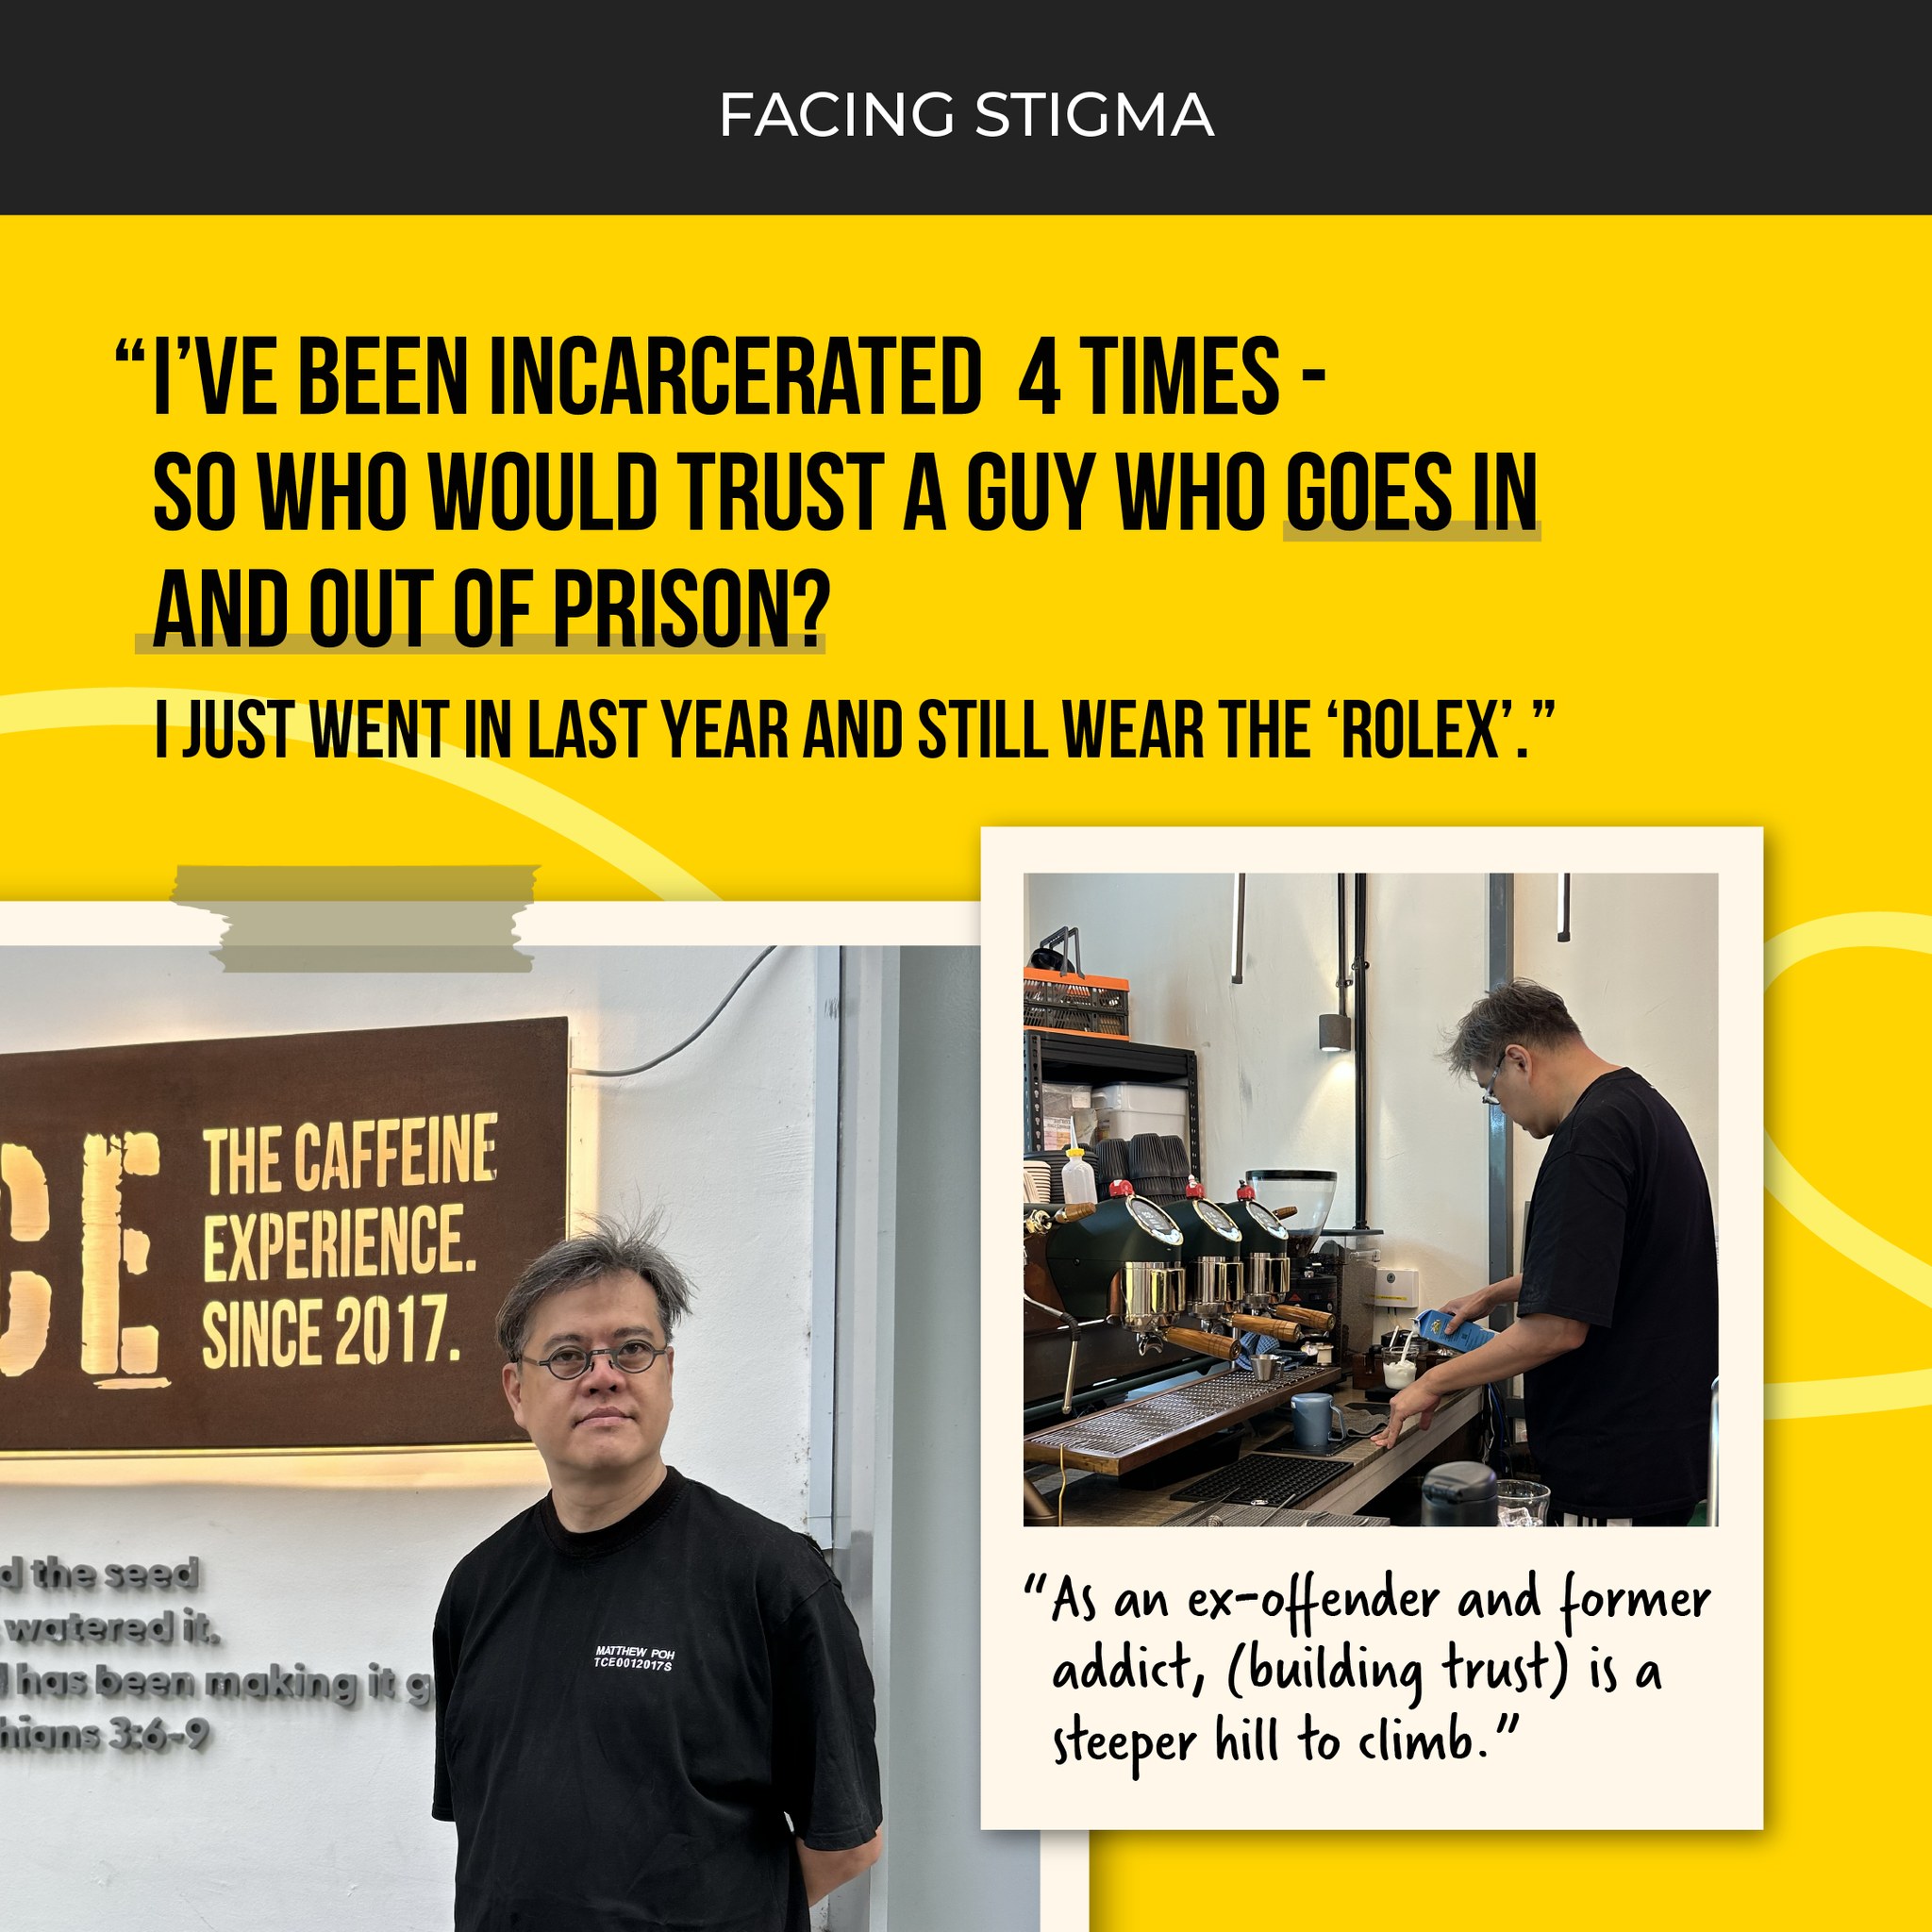 FACING STIGMA
“I’VE BEEN INCARCERATED 4 TIMES -
SO WHO WOULD TRUST A GUY WHO GOES IN
AND OUT OF PRISON?
I JUST WENT IN LAST YEAR AND STILL WEAR THE ‘ROLEX’.”
CE
THE CAFFEINE
EXPERIENCE.
SINCE 2017.
d the seed
watered it.
has been making it g
hians 3:6-9
MATTHEW POH
TCE0012017S
“As an ex-offender and former
addict, (building trust) is a
steeper hill to climb.”